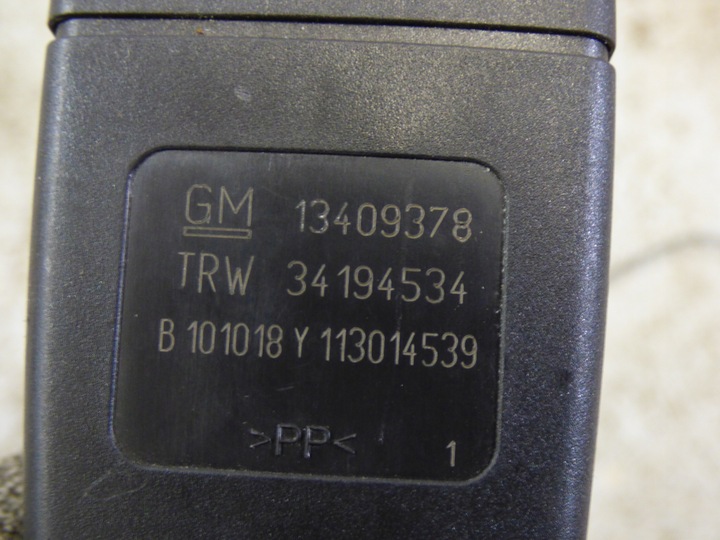 GM 13409378
TRW 34194534
B 101018 Y 113014539
>PP< 1